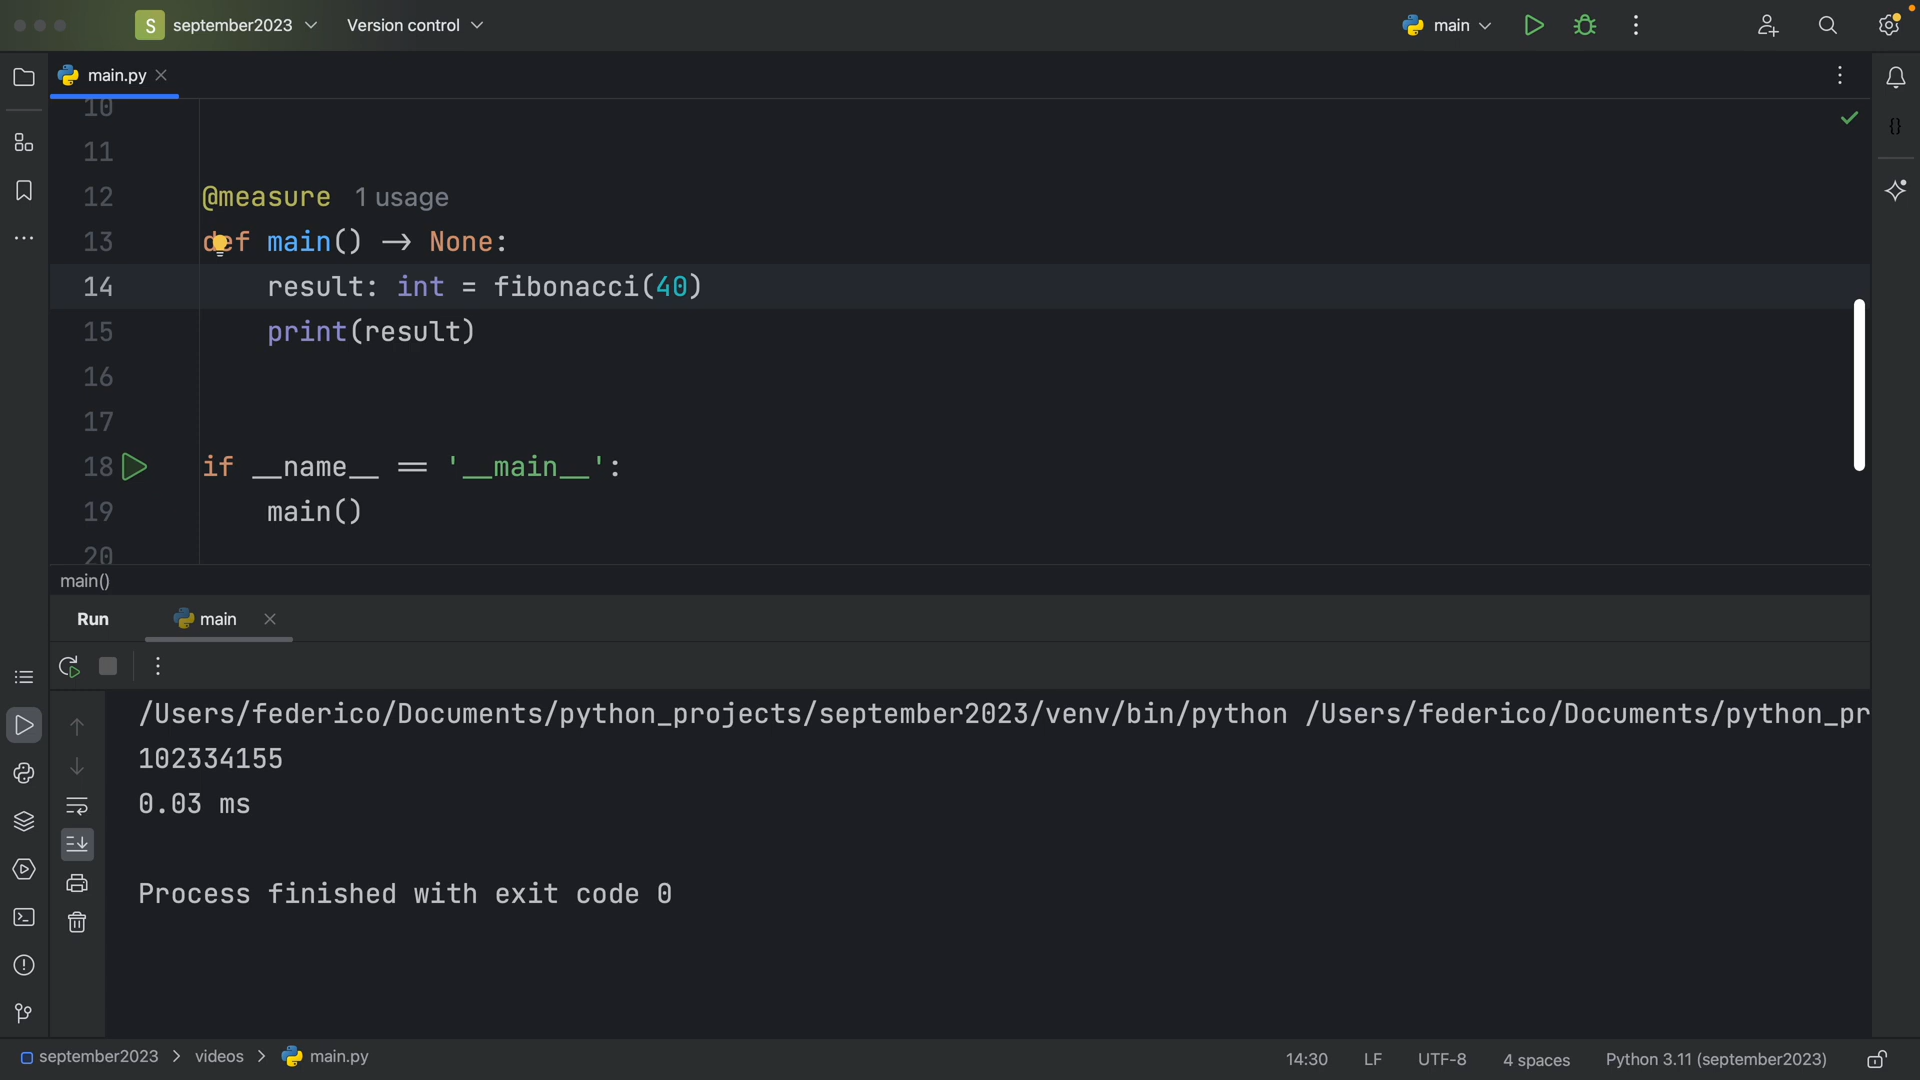 S september2023 Version control main
main.py
10
11
12 @measure 1 usage
13 def main() → None:
14 result: int = fibonacci(40)
15 print(result)
16
17
18 if __name__ == '__main__':
19 main()
20
main()
Run main
/Users/federico/Documents/python_projects/september2023/venv/bin/python /Users/federico/Documents/python_pr
102334155
0.03 ms
Process finished with exit code 0
september2023 > videos > main.py 14:30 LF UTF-8 4 spaces Python 3.11 (september2023)